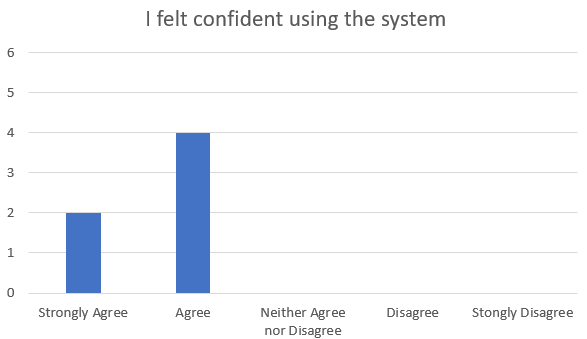 I felt confident using the system
6
5
4
3
2
1
0
Strongly Agree
Agree
Neither Agree
nor Disagree
Disagree
Stongly Disagree